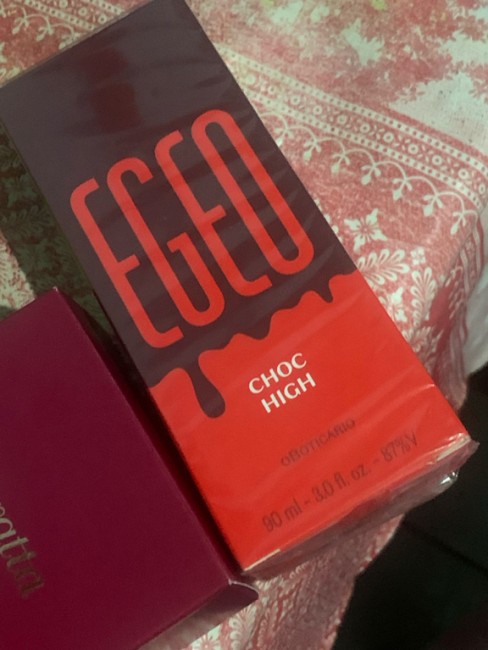 EGEO
CHOC
HIGH
oBOTICÁRIO
90 ml - 3.0 fl. oz. - 87%V